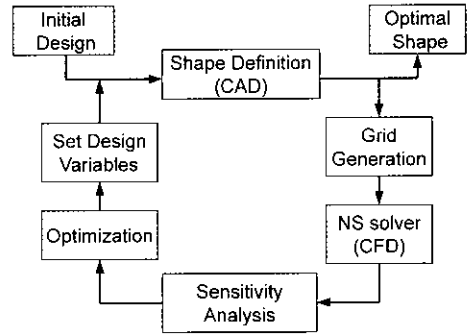 Initial
Design
Optimal
Shape
Shape Definition
(CAD)
Set Design
Variables
Grid
Generation
Optimization
NS solver
(CFD)
Sensitivity
Analysis